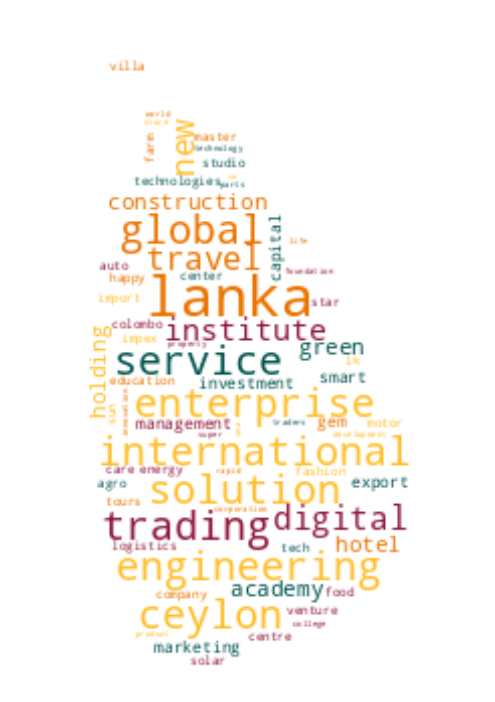 villa
world
store
new
farm
master
technology
studio
technologies
parts
construction
global
capital
life
travel
auto
center
foundation
happy
lanka
import
star
colombo
institute
holding
impex
property
green
service
lk
education
investment
smart
enterprise
sun
management
traders
gem
motor
super
development
international
care
energy
rapid
fashion
agro
solution
export
tours
corporation
trading
digital
logistics
tech
hotel
engineering
company
academy
food
ceylon
venture
college
product
centre
marketing
solar